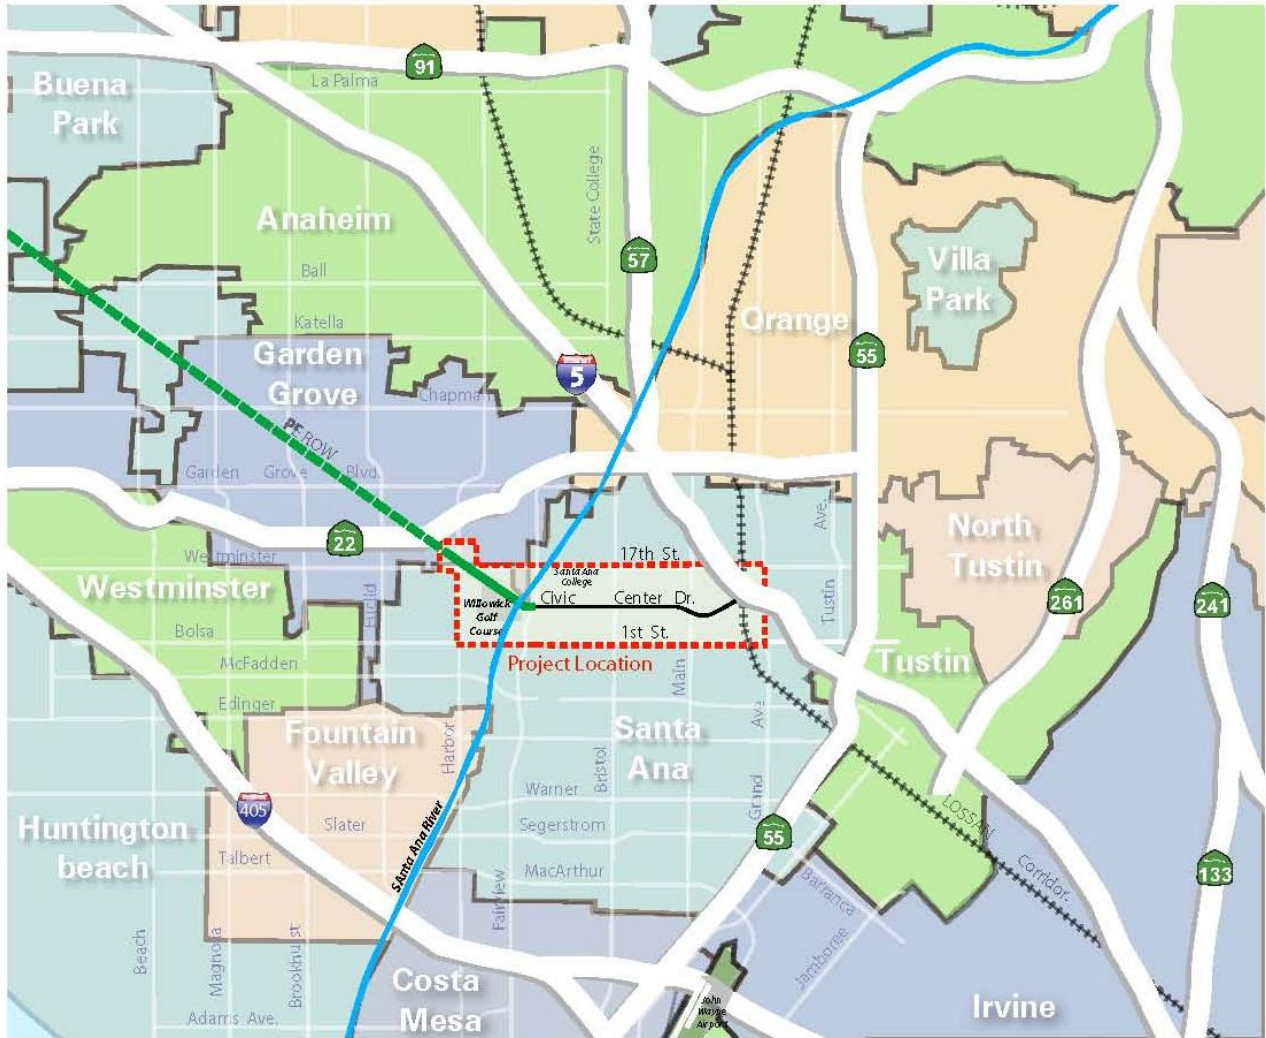 91
Buena
Park
La Palma
State College
Anaheim
57
Villa
Park
Ball
Katella
Orange
Garden
Grove
5
55
Chapman
PE ROW
Garden Grove Blvd
Ave.
North
Tustin
22
Westminster
17th St.
Santa Ana
College
Westminster
Euclid
Willowick
Golf
Course
Civic Center Dr.
Tustin
261
241
Bolsa
1st St.
McFadden
Project Location
Main
Tustin
Edinger
Fountain
Valley
Harbor
Santa
Ana
Ave
Bristol
Grand
Warner
405
Huntington
beach
Slater
SAnta Ana River
Segerstrom
55
LOSSAN
Corridor.
Talbert
MacArthur
133
Fairview
Barranca
Beach
Magnolia
Brookhurst
Jamboree
Costa
Mesa
John
Wayne
Airport
Irvine
Adams Ave.